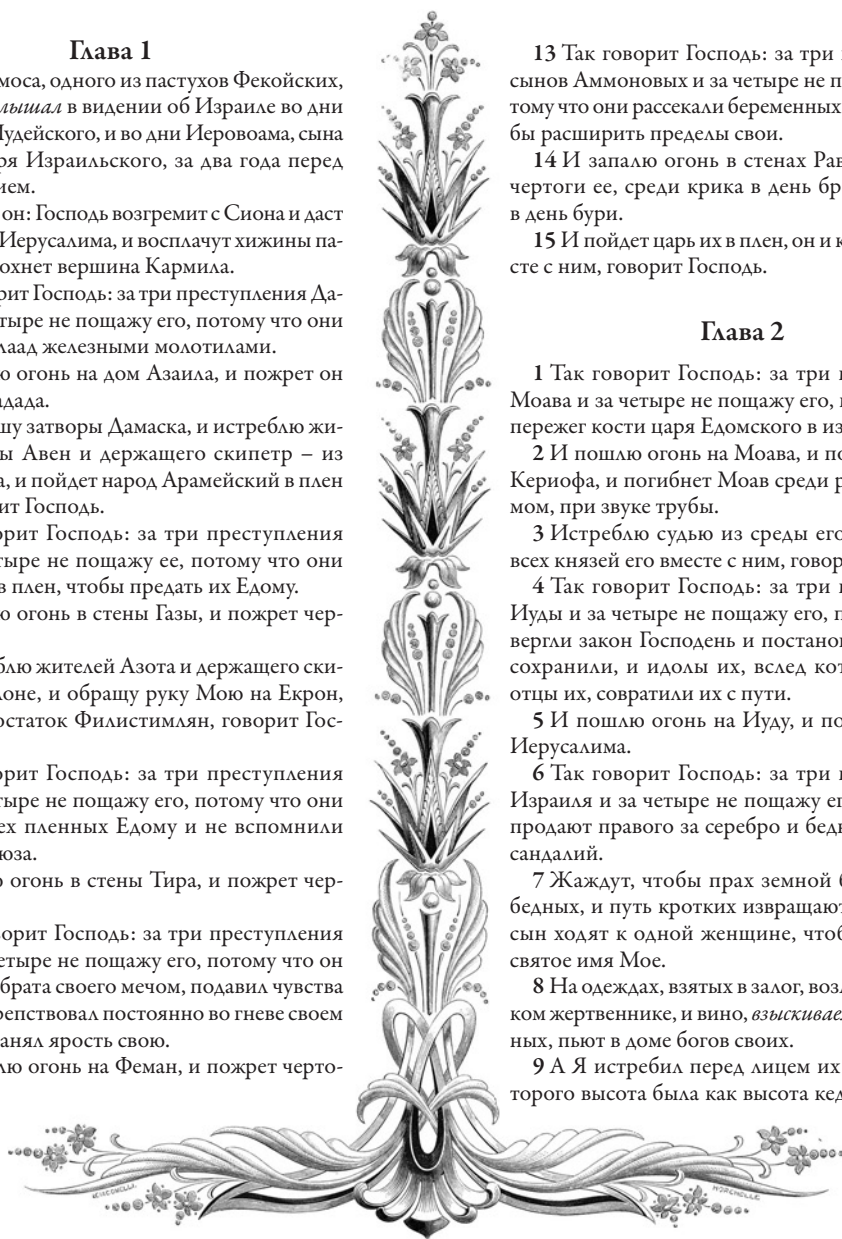 Глава 1
моса, одного из пастухов Фекойских,
лышал в видении об Израиле во дни
удейского, и во дни Иеровоама, сына
ря Израильского, за два года перед
ием.
он: Господь возгремит с Сиона и даст
Иерусалима, и восплачут хижины па-
охнет вершина Кармила.
рит Господь: за три преступления Да-
тыре не пощажу его, потому что они
лаад железными молотилами.
ю огонь на дом Азаила, и пожрет он
адада.
шу затворы Дамаска, и истреблю жи-
ы Авен и держащего скипетр – из
а, и пойдет народ Арамейский в плен
ит Господь.
орит Господь: за три преступления
тыре не пощажу ее, потому что они
в плен, чтобы предать их Едому.
ю огонь в стены Газы, и пожрет чер-
блю жителей Азота и держащего ски-
лоне, и обращу руку Мою на Екрон,
остаток Филистимлян, говорит Гос-
орит Господь: за три преступления
тыре не пощажу его, потому что они
ех пленных Едому и не вспомнили
юза.
ю огонь в стены Тира, и пожрет чер-
ворит Господь: за три преступления
четыре не пощажу его, потому что он
брата своего мечом, подавил чувства
репствовал постоянно во гневе своем
анял ярость свою.
лю огонь на Феман, и пожрет черто-
13 Так говорит Господь: за три
сынов Аммоновых и за четыре не п
тому что они рассекали беременных
бы расширить пределы свои.
14 И запалю огонь в стенах Рав
чертоги ее, среди крика в день бр
в день бури.
15 И пойдет царь их в плен, он и к
сте с ним, говорит Господь.
Глава 2
1 Так говорит Господь: за три
Моава и за четыре не пощажу его,
пережег кости царя Едомского в из
2 И пошлю огонь на Моава, и по
Кериофа, и погибнет Моав среди р
мом, при звуке трубы.
3 Истреблю судью из среды его
всех князей его вместе с ним, говор
4 Так говорит Господь: за три
Иуды и за четыре не пощажу его, п
вергли закон Господень и постано
сохранили, и идолы их, вслед кот
отцы их, совратили их с пути.
5 И пошлю огонь на Иуду, и по
Иерусалима.
6 Так говорит Господь: за три
Израиля и за четыре не пощажу ег
продают правого за серебро и бедн
сандалий.
7 Жаждут, чтобы прах земной б
бедных, и путь кротких извращают
сын ходят к одной женщине, чтоб
святое имя Мое.
8 На одеждах, взятых в залог, возл
ком жертвеннике, и вино, взыскивае
ных, пьют в доме богов своих.
9 А Я истребил перед лицем их
торого высота была как высота кед